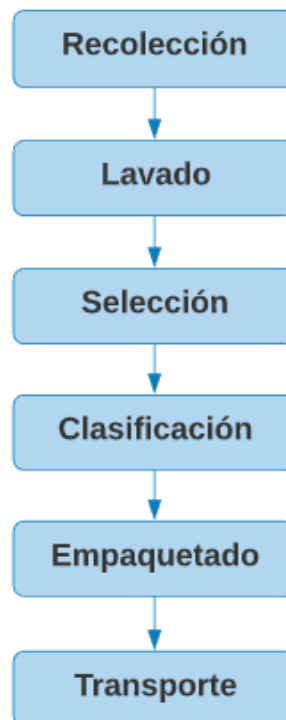 Recolección
Lavado
Selección
Clasificación
Empaquetado
Transporte